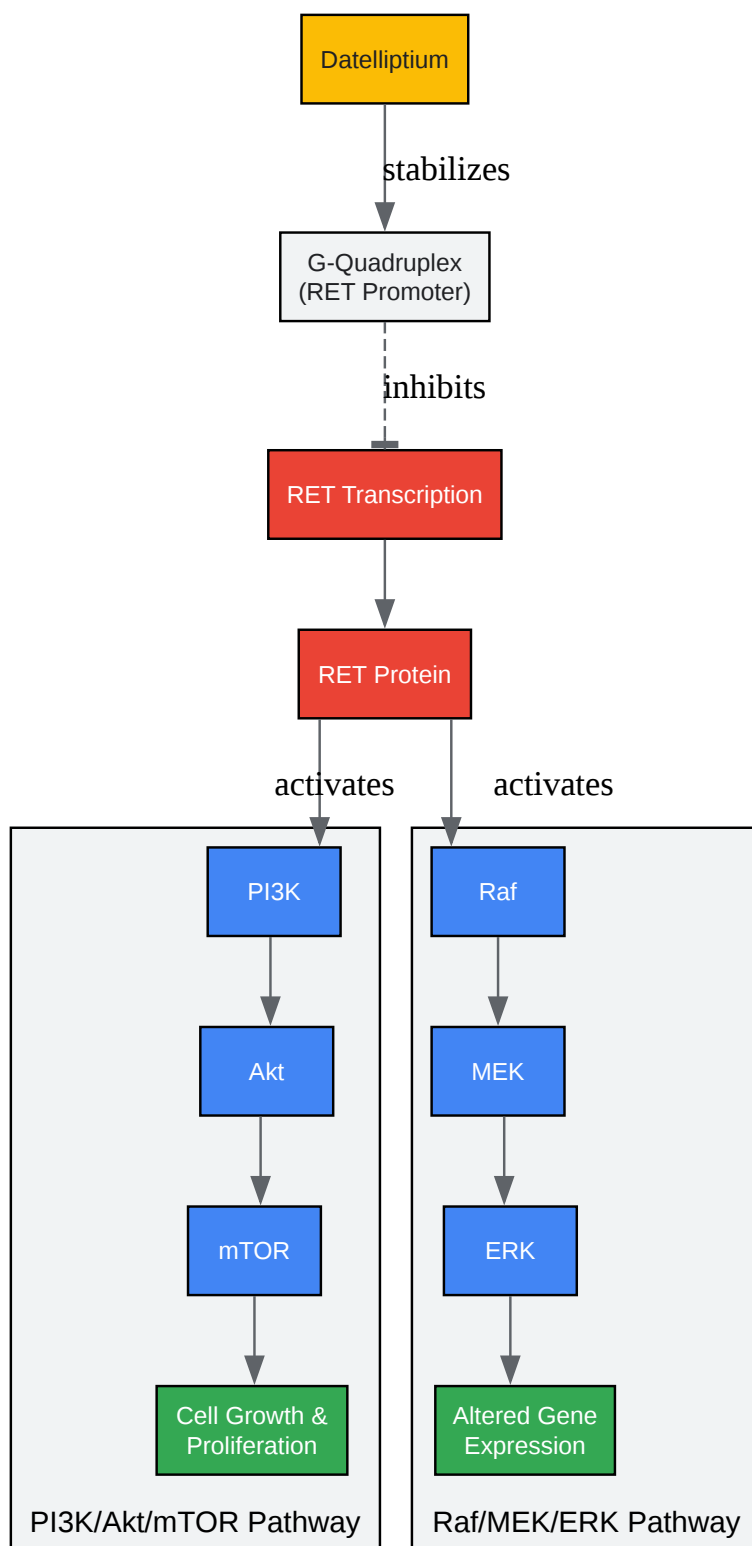 Datelliptium
stabilizes
G-Quadruplex
(RET Promoter)
inhibits
RET Transcription
RET Protein
activates
activates
PI3K
Raf
Akt
MEK
mTOR
ERK
Cell Growth &
Proliferation
Altered Gene
Expression
PI3K/Akt/mTOR Pathway
Raf/MEK/ERK Pathway